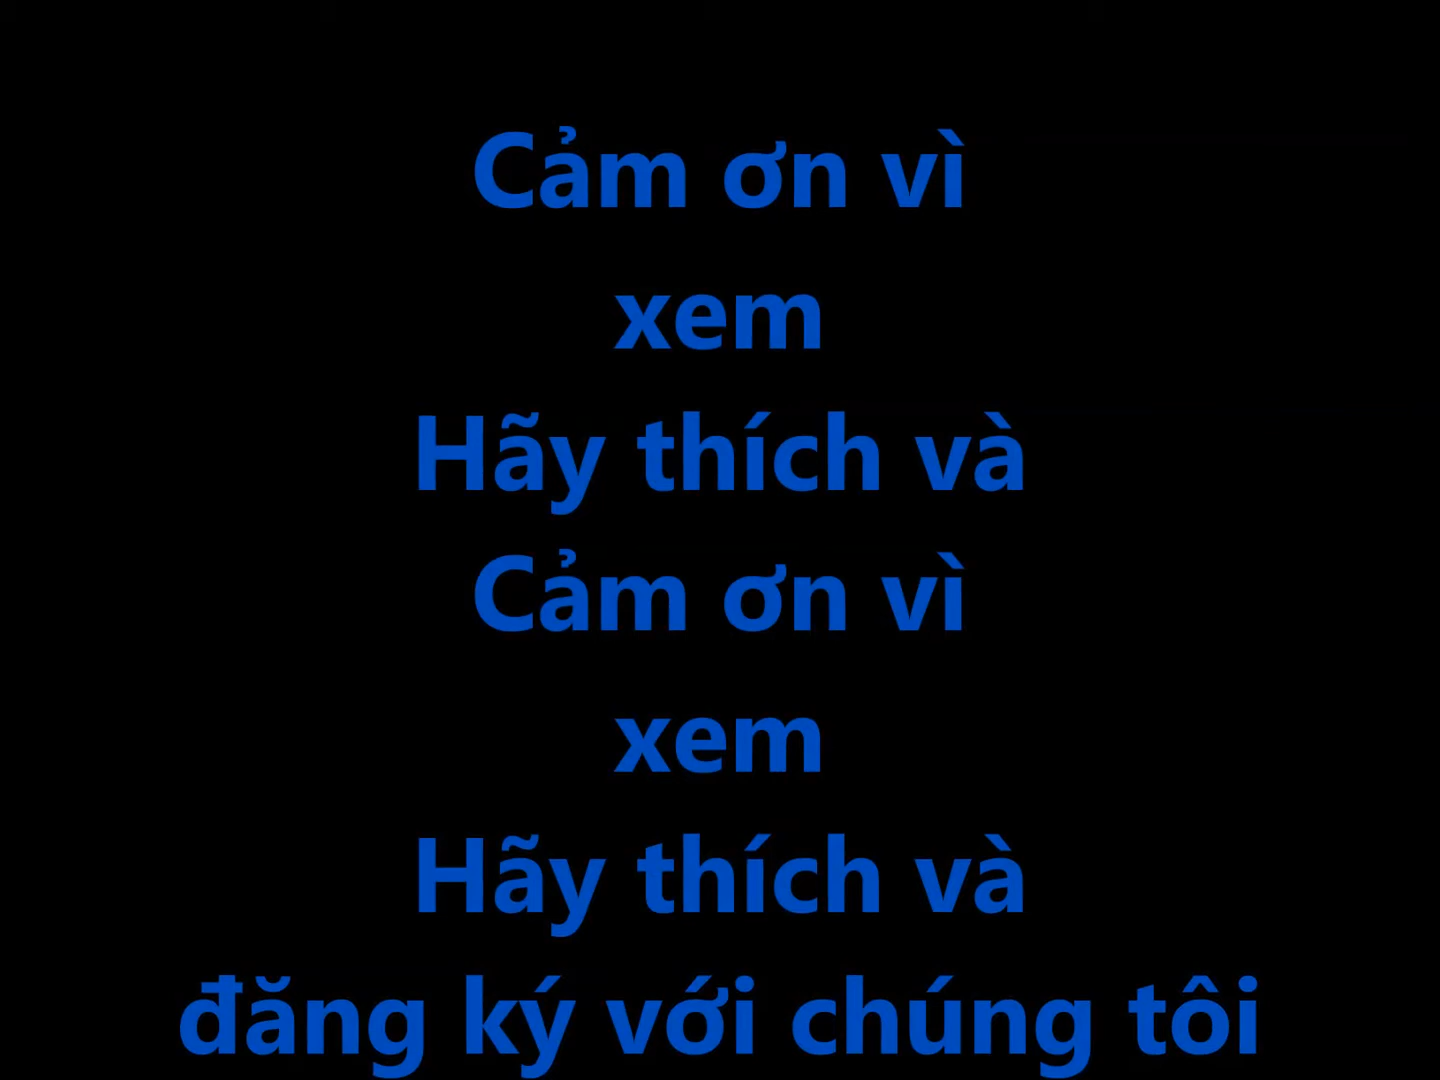 Cảm ơn vì
xem
Hãy thích và
Cảm ơn vì
xem
Hãy thích và
đăng ký với chúng tôi